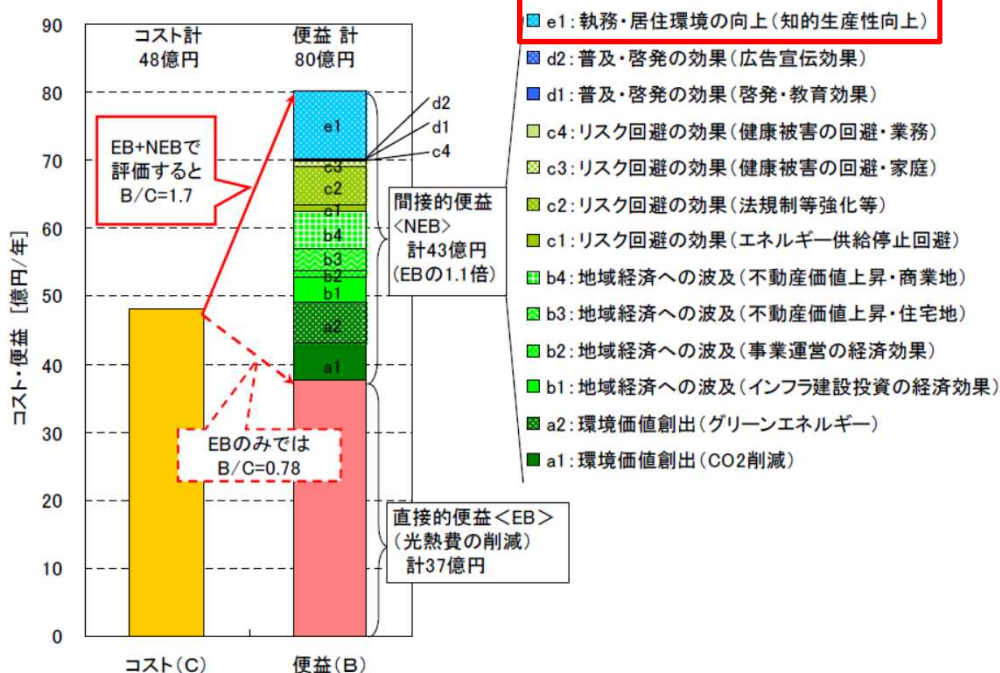 90
80
70
60
50
40
30
20
10
0
コスト・便益 [億円/年]
コスト計
48億円
便益 計
80億円
EB+NEBで
評価すると
B/C=1.7
EBのみでは
B/C=0.78
e1
c3
c2
c1
b4
b3
b2
b1
a2
a1
d2
d1
c4
間接的便益
<NEB>
計43億円
(EBの1.1倍)
直接的便益<EB>
(光熱費の削減)
計37億円
コスト(C)
便益(B)
e1:執務・居住環境の向上(知的生産性向上)
d2:普及・啓発の効果(広告宣伝効果)
d1:普及・啓発の効果(啓発・教育効果)
c4:リスク回避の効果(健康被害の回避・業務)
c3:リスク回避の効果(健康被害の回避・家庭)
c2:リスク回避の効果(法規制等強化等)
c1:リスク回避の効果(エネルギー供給停止回避)
b4:地域経済への波及(不動産価値上昇・商業地)
b3:地域経済への波及(不動産価値上昇・住宅地)
b2:地域経済への波及(事業運営の経済効果)
b1:地域経済への波及(インフラ建設投資の経済効果)
a2:環境価値創出(グリーンエネルギー)
a1:環境価値創出(CO2削減)